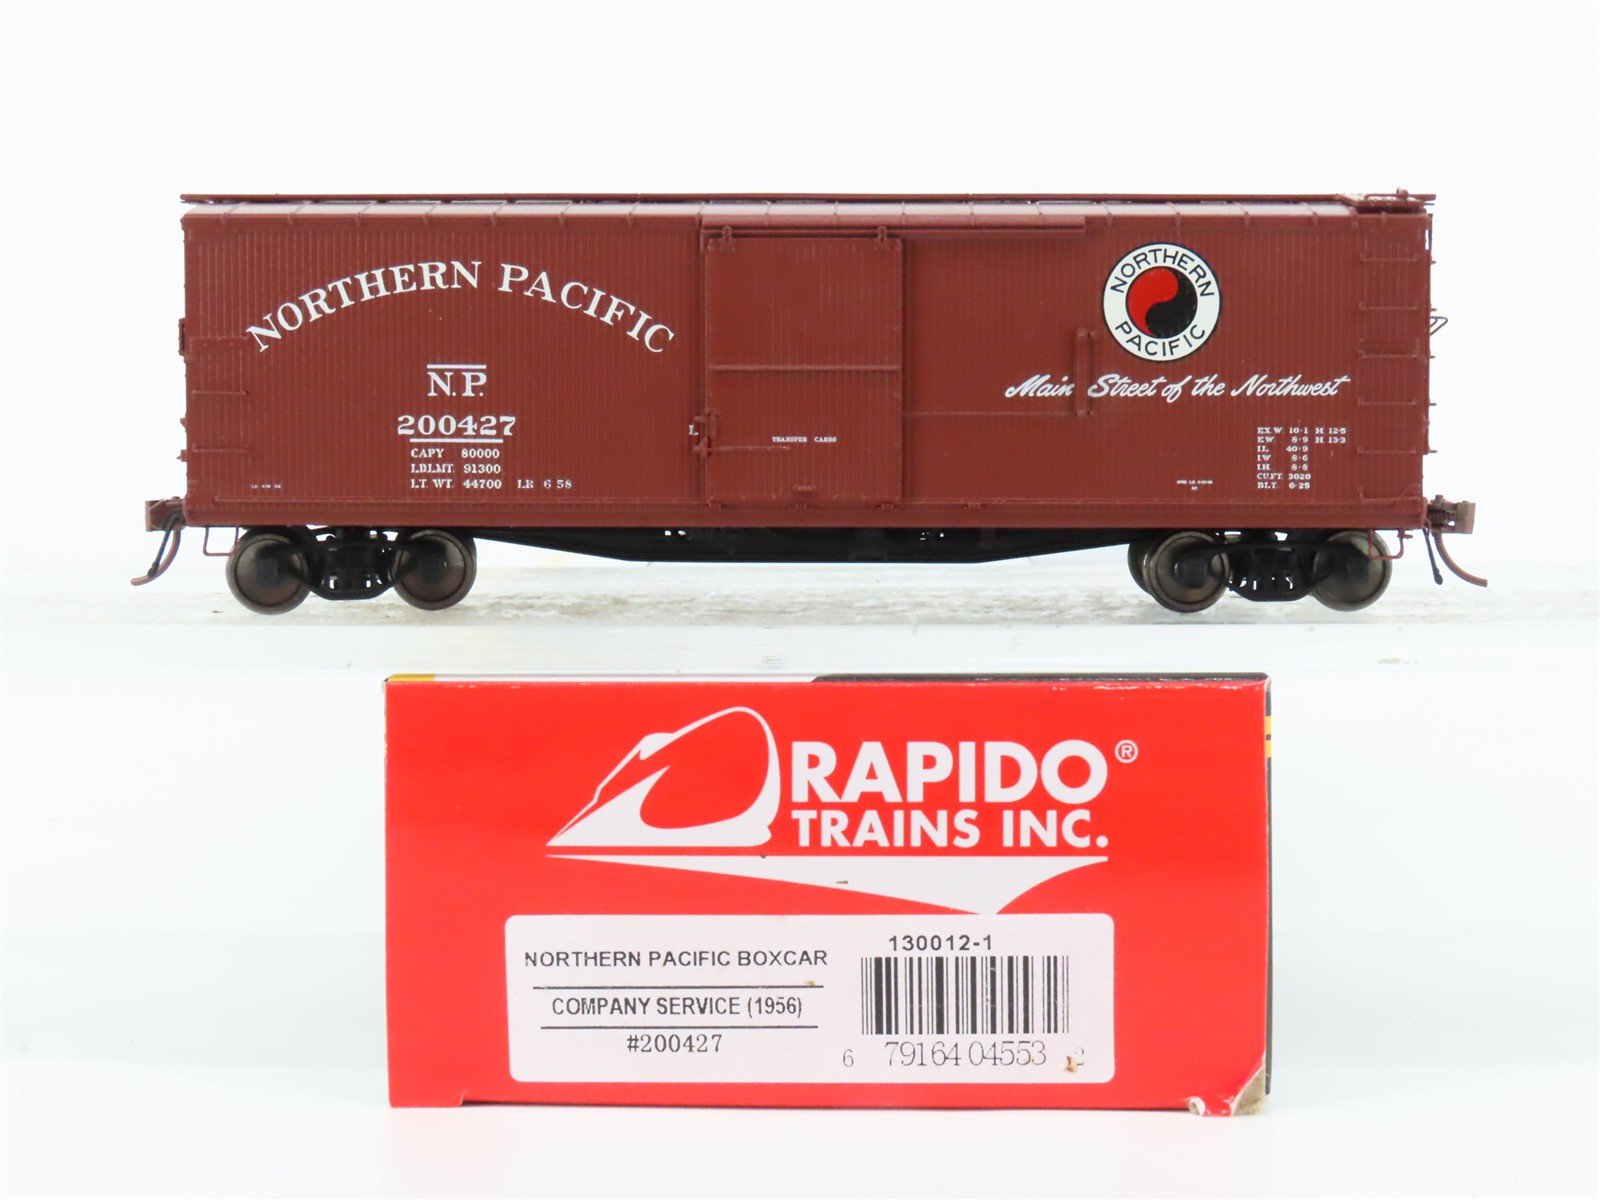 NORTHERN PACIFIC
N.P.
200427
CAPY 80000
LD.LMT. 91300
LT. WT. 44700 LR 6 58
L
TRANSFER CARDS
NORTHERN
PACIFIC
Main Street of the Northwest
EX.W. 10-1 H 12-5
E.W. 8-9 H 13-3
I.L. 40-9
I.W 8-6
I.H. 8-8
CU.FT. 3020
BLT. 6-25
RAPIDO®
TRAINS INC.
NORTHERN PACIFIC BOXCAR
COMPANY SERVICE (1956)
#200427
130012-1
6 79164 04553 2